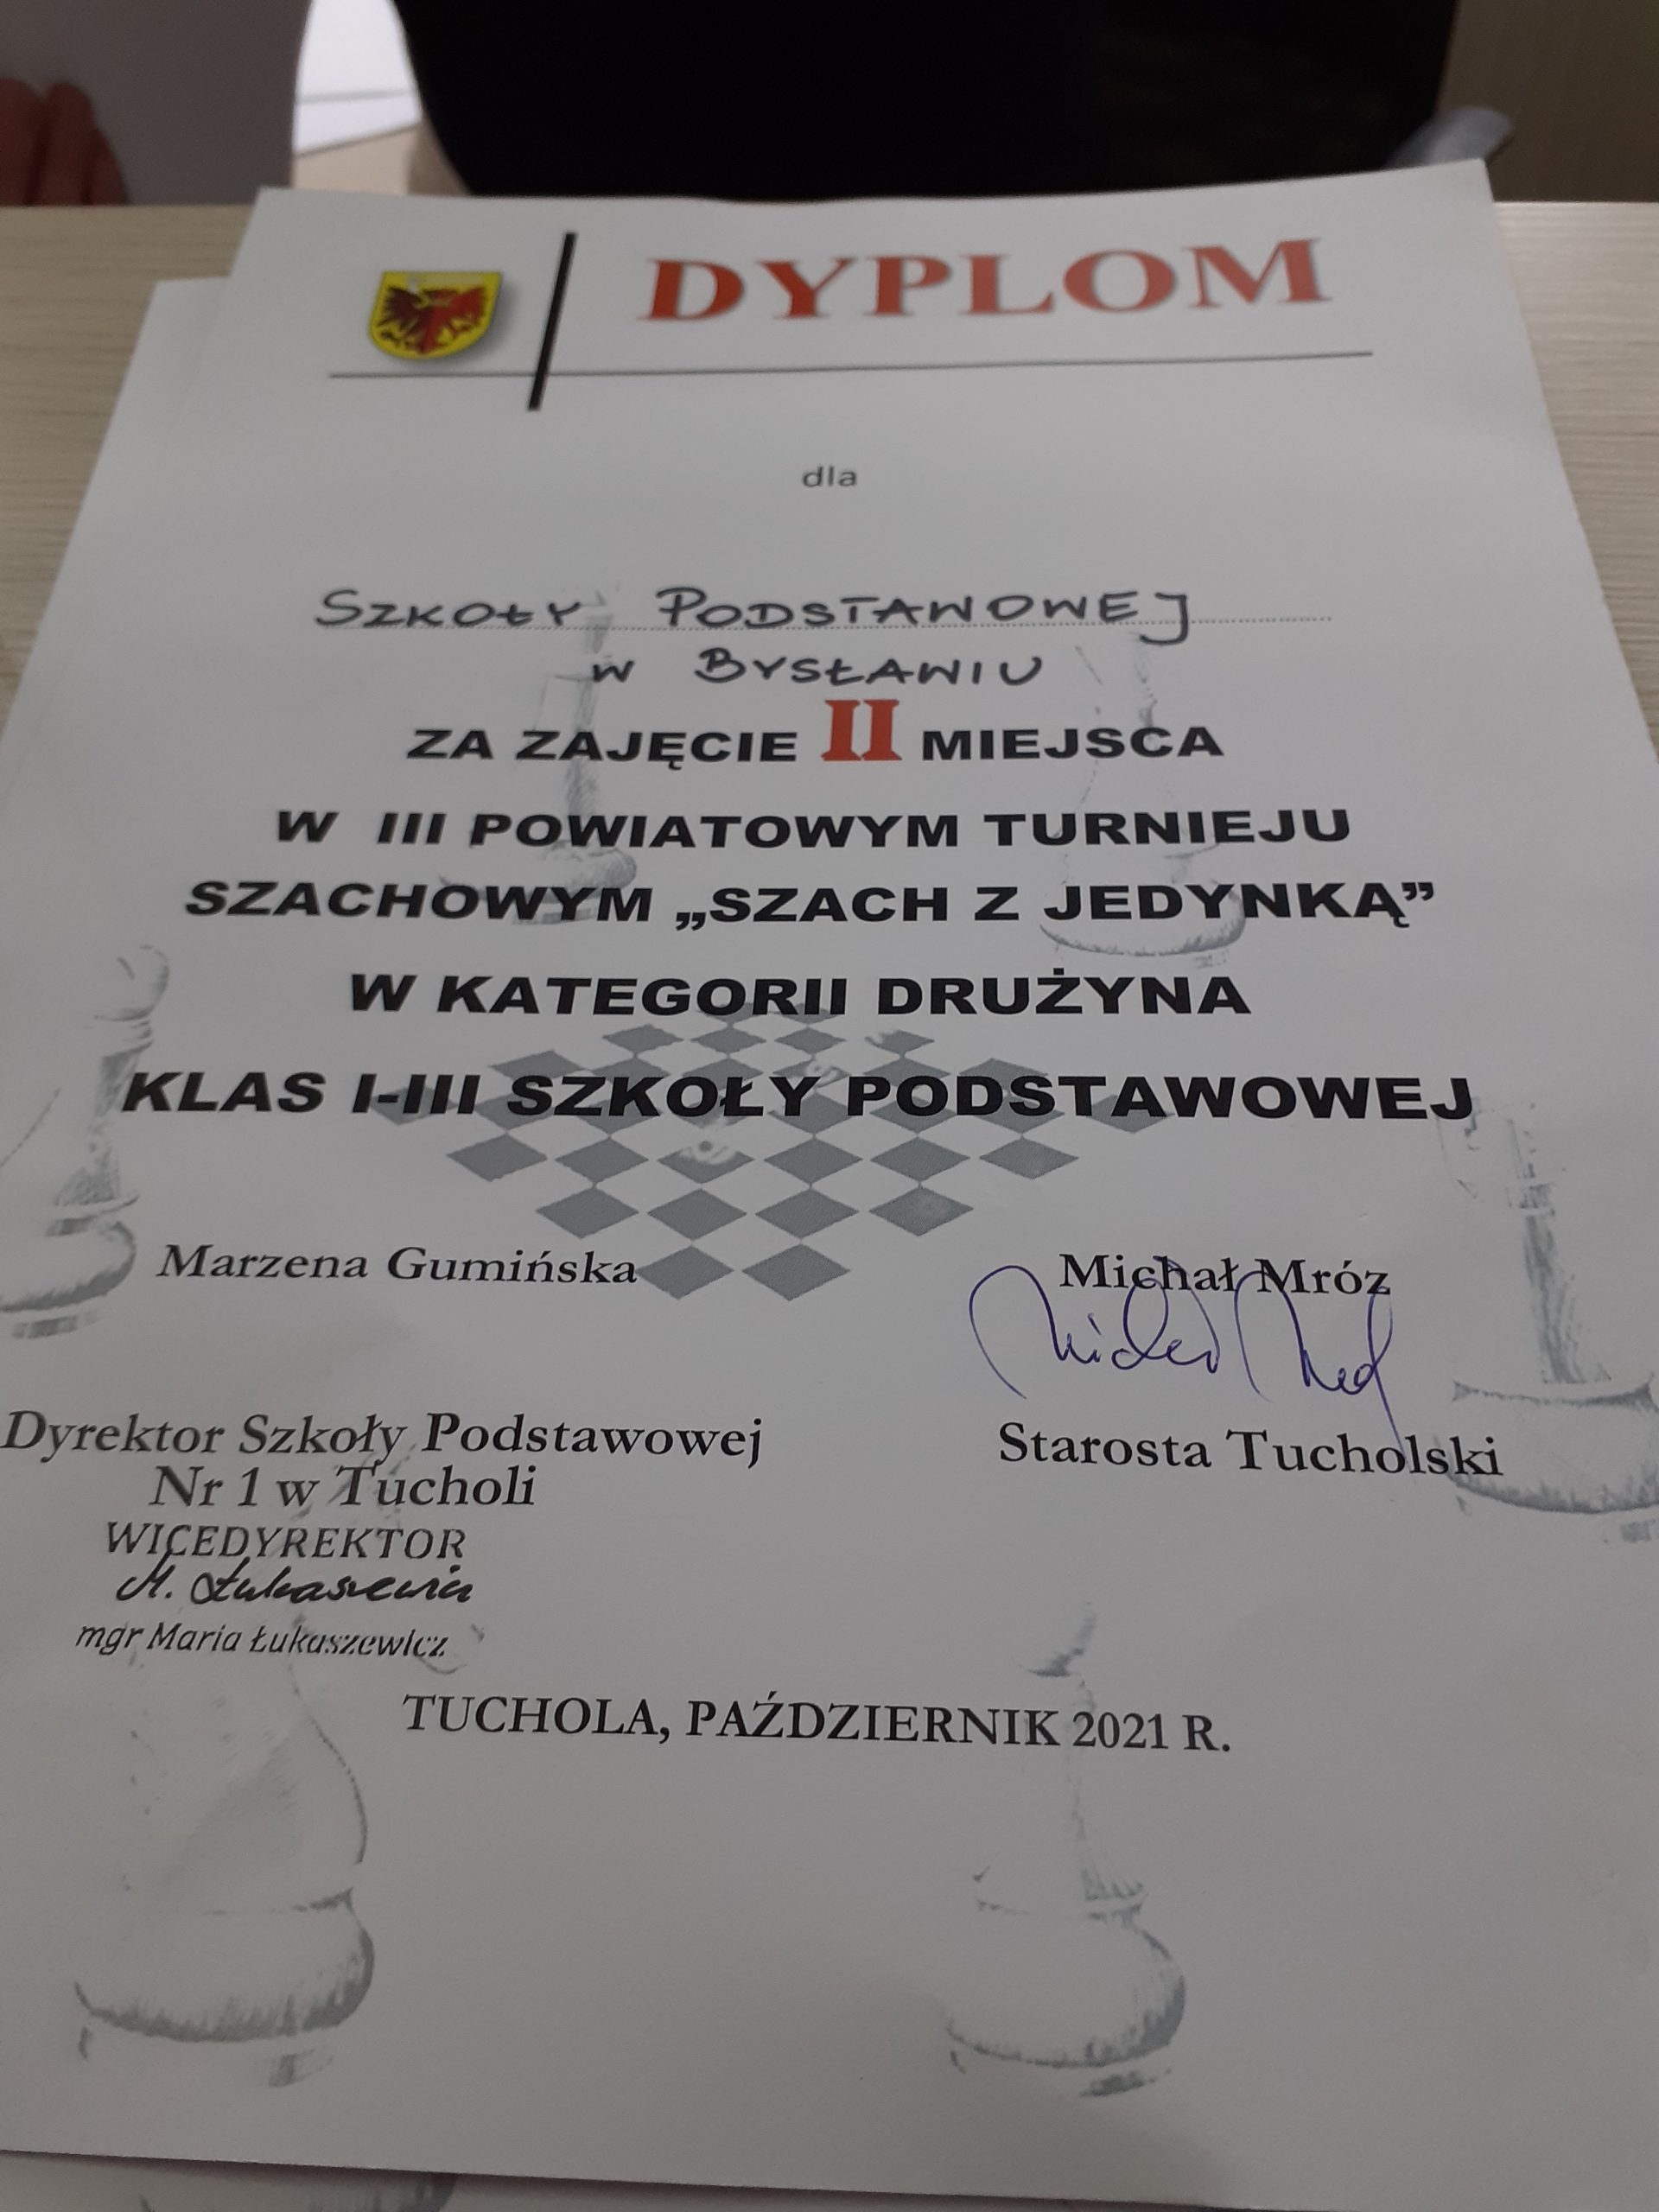 DYPLOM
dla
SZKOŁY PODSTAWOWEJ
W BYSŁAWIU
ZA ZAJĘCIE II MIEJSCA
W III POWIATOWYM TURNIEJU
SZACHOWYM „SZACH Z JEDYNKĄ”
W KATEGORII DRUŻYNA
KLAS I-III SZKOŁY PODSTAWOWEJ
Marzena Gumińska
Michał Mróz
Dyrektor Szkoły Podstawowej
Nr 1 w Tucholi
Starosta Tucholski
WICEDYREKTOR
M. Łukaszewicz
mgr Maria Łukaszewicz
TUCHOLA, PAŹDZIERNIK 2021 R.